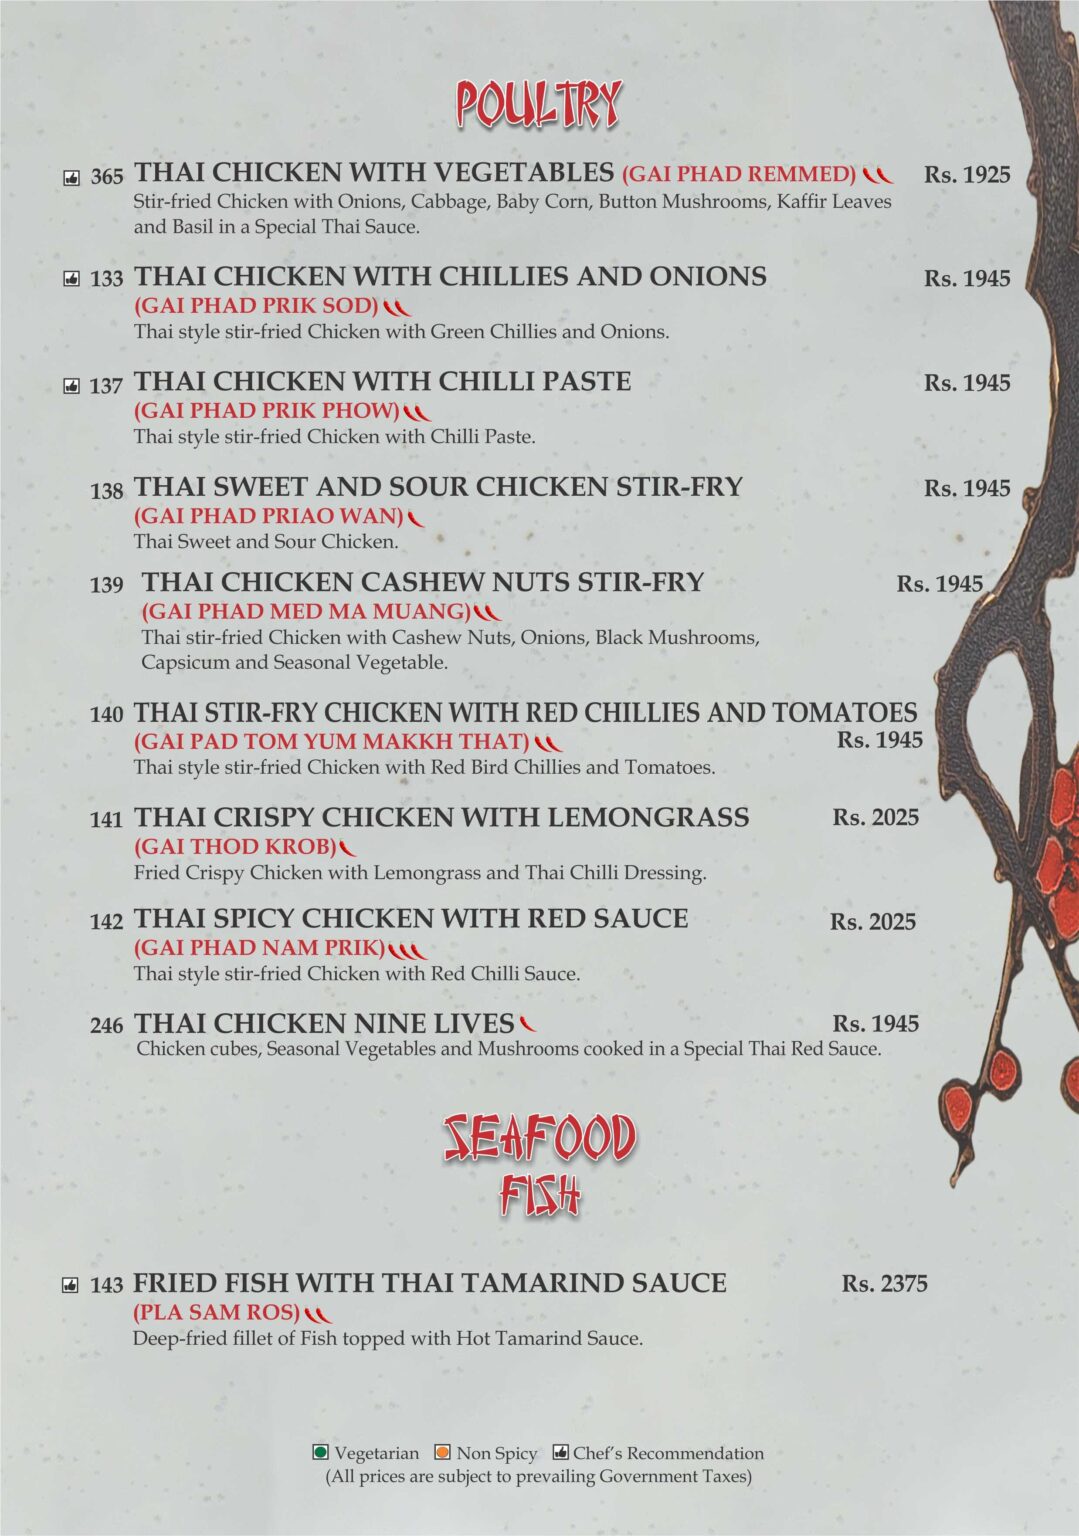 POULTRY
365 THAI CHICKEN WITH VEGETABLES (GAI PHAD REMMED) Rs. 1925
Stir-fried Chicken with Onions, Cabbage, Baby Corn, Button Mushrooms, Kaffir Leaves
and Basil in a Special Thai Sauce.
133 THAI CHICKEN WITH CHILLIES AND ONIONS Rs. 1945
(GAI PHAD PRIK SOD)
Thai style stir-fried Chicken with Green Chillies and Onions.
137 THAI CHICKEN WITH CHILLI PASTE Rs. 1945
(GAI PHAD PRIK PHOW)
Thai style stir-fried Chicken with Chilli Paste.
138 THAI SWEET AND SOUR CHICKEN STIR-FRY Rs. 1945
(GAI PHAD PRIAO WAN)
Thai Sweet and Sour Chicken.
139 THAI CHICKEN CASHEW NUTS STIR-FRY Rs. 1945
(GAI PHAD MED MA MUANG)
Thai stir-fried Chicken with Cashew Nuts, Onions, Black Mushrooms,
Capsicum and Seasonal Vegetable.
140 THAI STIR-FRY CHICKEN WITH RED CHILLIES AND TOMATOES
(GAI PAD TOM YUM MAKKH THAT) Rs. 1945
Thai style stir-fried Chicken with Red Bird Chillies and Tomatoes.
141 THAI CRISPY CHICKEN WITH LEMONGRASS Rs. 2025
(GAI THOD KROB)
Fried Crispy Chicken with Lemongrass and Thai Chilli Dressing.
142 THAI SPICY CHICKEN WITH RED SAUCE Rs. 2025
(GAI PHAD NAM PRIK)
Thai style stir-fried Chicken with Red Chilli Sauce.
246 THAI CHICKEN NINE LIVES Rs. 1945
Chicken cubes, Seasonal Vegetables and Mushrooms cooked in a Special Thai Red Sauce.
SEAFOOD
FISH
143 FRIED FISH WITH THAI TAMARIND SAUCE Rs. 2375
(PLA SAM ROS)
Deep-fried fillet of Fish topped with Hot Tamarind Sauce.
Vegetarian Non Spicy Chef's Recommendation
(All prices are subject to prevailing Government Taxes)